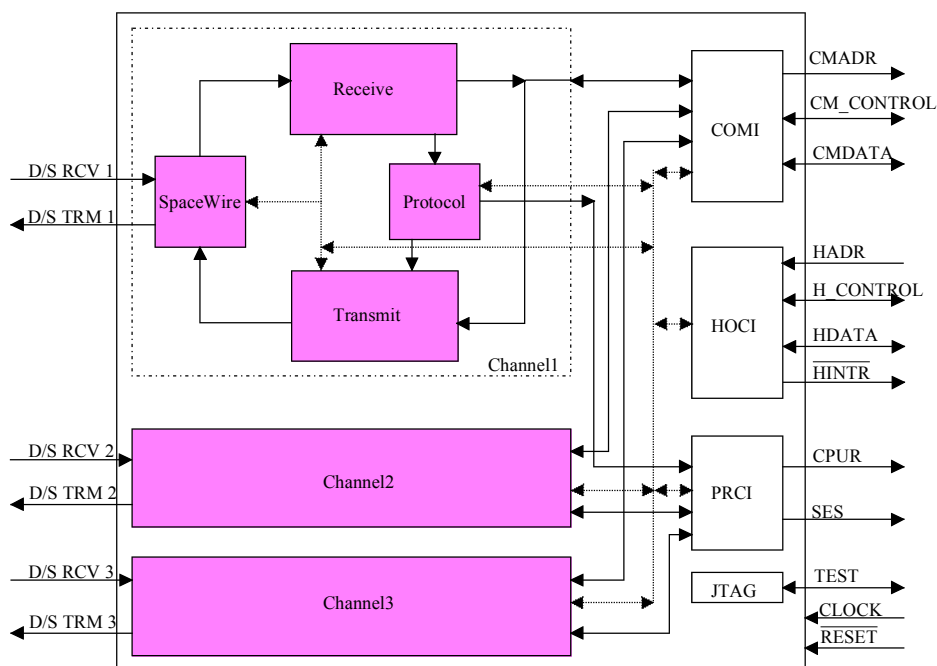 CMADR
Receive
CM_CONTROL
COMI
CMDATA
D/S RCV 1
SpaceWire
Protocol
D/S TRM 1
HADR
H_CONTROL
Transmit
HOCI
HDATA
Channel1
HINTR
D/S RCV 2
CPUR
Channel2
D/S TRM 2
PRCI
SES
D/S RCV 3
TEST
JTAG
Channel3
CLOCK
D/S TRM 3
RESET